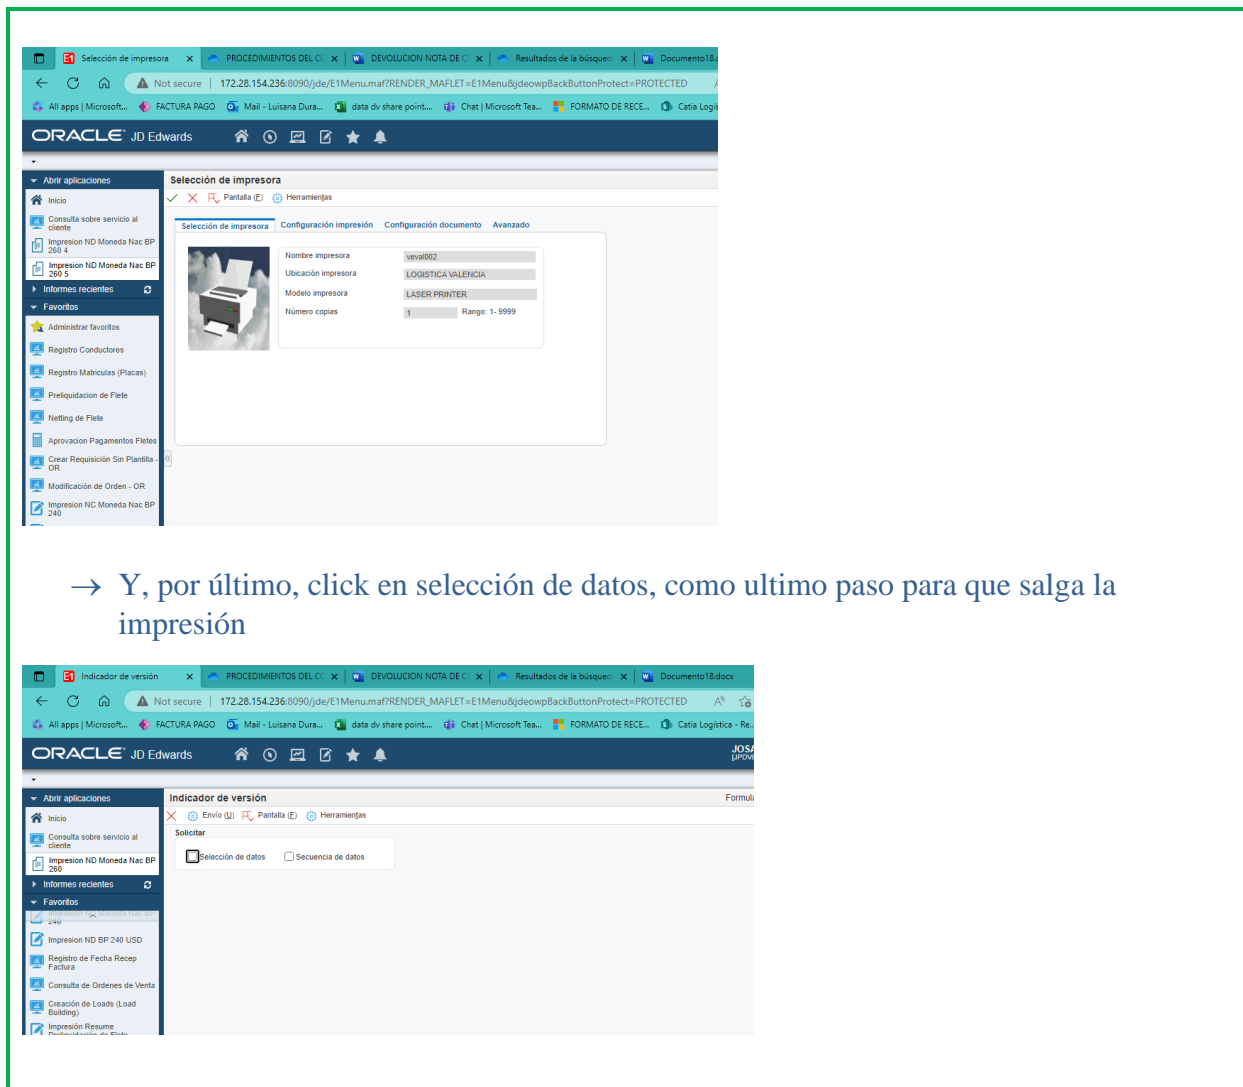 Selección de impresora
PROCEDIMIENTOS DEL CC
DEVOLUCION NOTA DE C
Resultados de la búsqued
Documento18.d
Not secure
172.28.154.236:8090/jde/E1Menu.maf?RENDER_MAFLET=E1Menu&jdeowpBackButtonProtect=PROTECTED
All apps | Microsoft...
FACTURA PAGO
Mail - Luisana Dura...
data dv share point....
Chat | Microsoft Tea...
FORMATO DE RECE...
Catia Logís
ORACLE JD Edwards
Abrir aplicaciones
Selección de impresora
Inicio
Pantalla (F)
Herramientas
Consulta sobre servicio al
cliente
Selección de impresora
Configuración impresión
Configuración documento
Avanzado
Impresion ND Moneda Nac BP
260 4
Nombre impresora
veval002
Impresion ND Moneda Nac BP
260 5
Ubicación impresora
LOGISTICA VALENCIA
Informes recientes
Modelo impresora
LASER PRINTER
Favoritos
Número copias
1
Rango: 1- 9999
Administrar favoritos
Registro Conductores
Registro Matriculas (Placas)
Preliquidacion de Flete
Netting de Flete
Aprovacion Pagamentos Fletes
Crear Requisición Sin Plantilla -
OR
Modificación de Orden - OR
Impresion NC Moneda Nac BP
240
→ Y, por último, click en selección de datos, como ultimo paso para que salga la
impresión
Indicador de versión
PROCEDIMIENTOS DEL CC
DEVOLUCION NOTA DE C
Resultados de la búsqued
Documento18.docx
Not secure
172.28.154.236:8090/jde/E1Menu.maf?RENDER_MAFLET=E1Menu&jdeowpBackButtonProtect=PROTECTED
All apps | Microsoft...
FACTURA PAGO
Mail - Luisana Dura...
data dv share point....
Chat | Microsoft Tea...
FORMATO DE RECE...
Catia Logística - Re..
ORACLE JD Edwards
JOSA
Abrir aplicaciones
Indicador de versión
Formula
Inicio
Envío (U)
Pantalla (F)
Herramientas
Solicitar
Consulta sobre servicio al
cliente
Selección de datos
Secuencia de datos
Impresion ND Moneda Nac BP
260
Informes recientes
Favoritos
240
Impresion ND BP 240 USD
Registro de Fecha Recep
Factura
Consulta de Ordenes de Venta
Creación de Loads (Load
Building)
Impresión Resume
Preliquidación de Flete